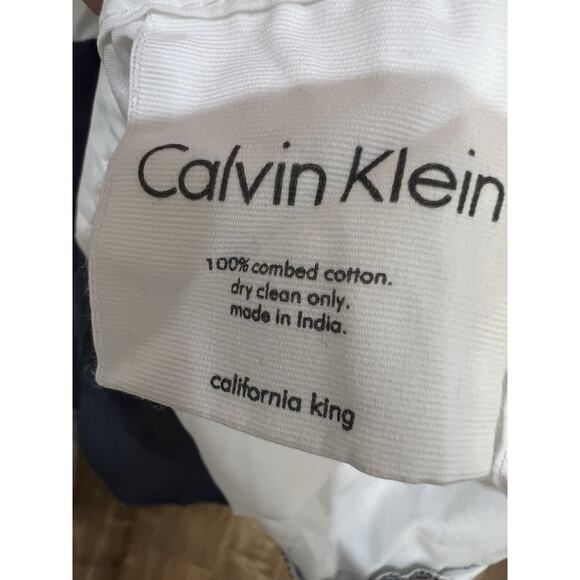 Calvin Klein
100% combed cotton.
dry clean only.
made in India.
california king